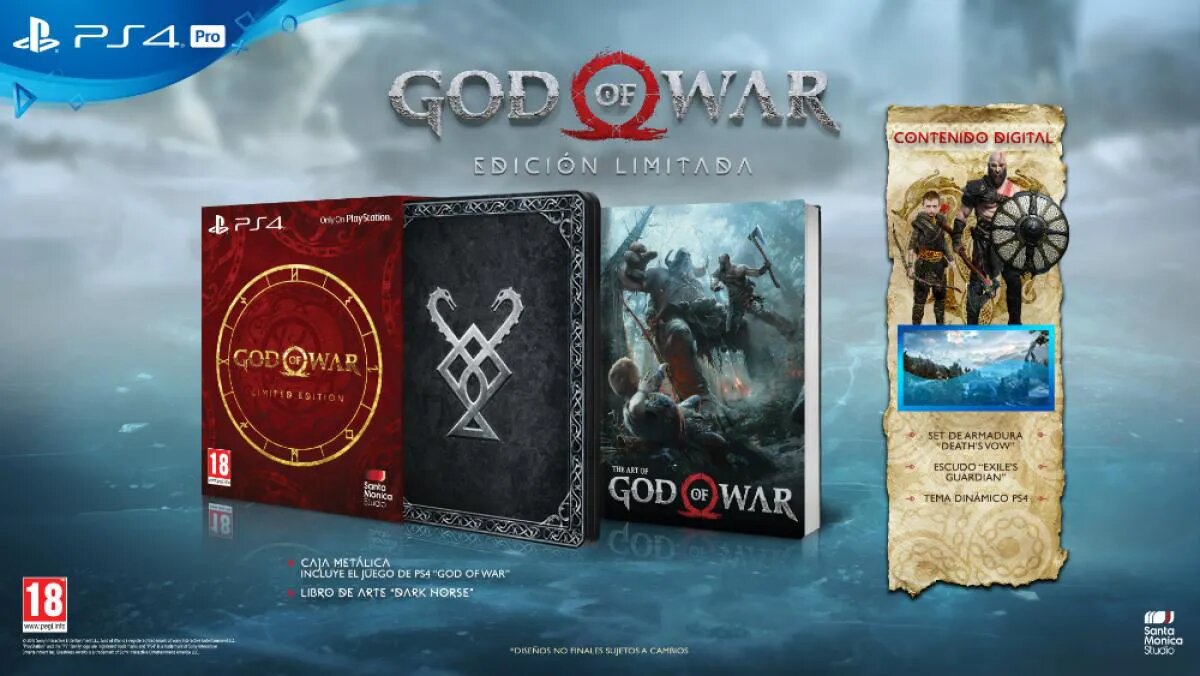 PS4 Pro
GOD OF WAR
EDICIÓN LIMITADA
CONTENIDO DIGITAL
PS4
Only On PlayStation.
GOD OF WAR
LIMITED EDITION
18
www.pegi.info
Santa
Monica
Studio
THE ART OF
GOD OF WAR
SET DE ARMADURA
"DEATH'S VOW"
ESCUDO "EXILE'S
GUARDIAN"
TEMA DINÁMICO PS4
CAJA METÁLICA
INCLUYE EL JUEGO DE PS4 "GOD OF WAR"
LIBRO DE ARTE "DARK HORSE"
18
www.pegi.info
*DISEÑOS NO FINALES SUJETOS A CAMBIOS
Santa
Monica
Studio